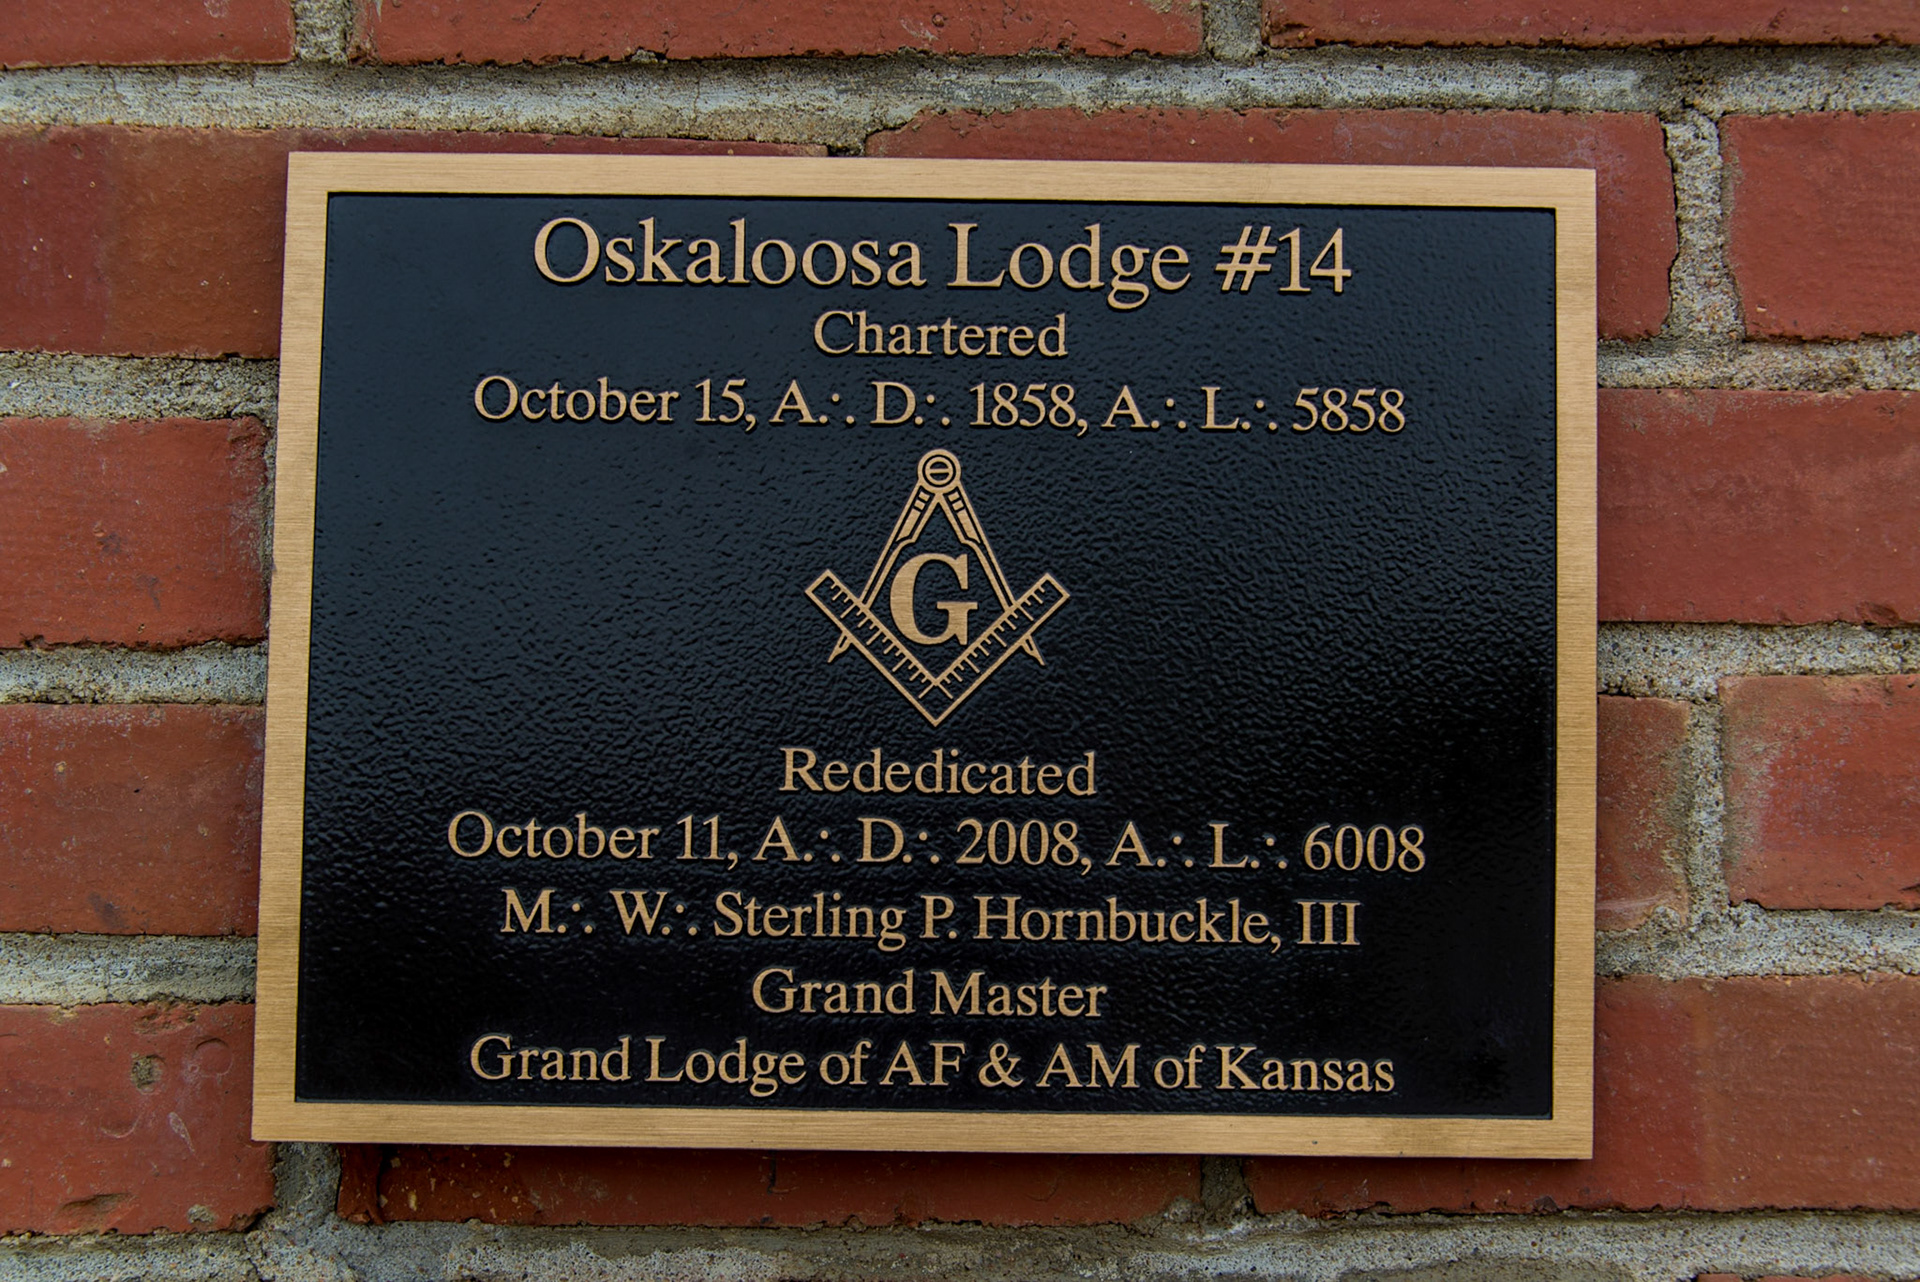 Oskaloosa Lodge #14
Chartered
October 15, A.∴ D.∴ 1858, A.∴ L.∴ 5858
G
Rededicated
October 11, A.∴ D.∴ 2008, A.∴ L.∴ 6008
M.∴ W.∴ Sterling P. Hornbuckle, III
Grand Master
Grand Lodge of AF & AM of Kansas